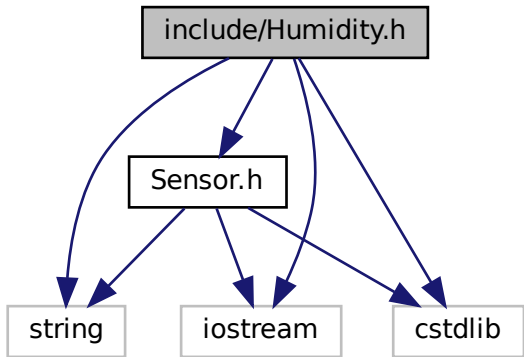 include/Humidity.h
Sensor.h
string
iostream
cstdlib